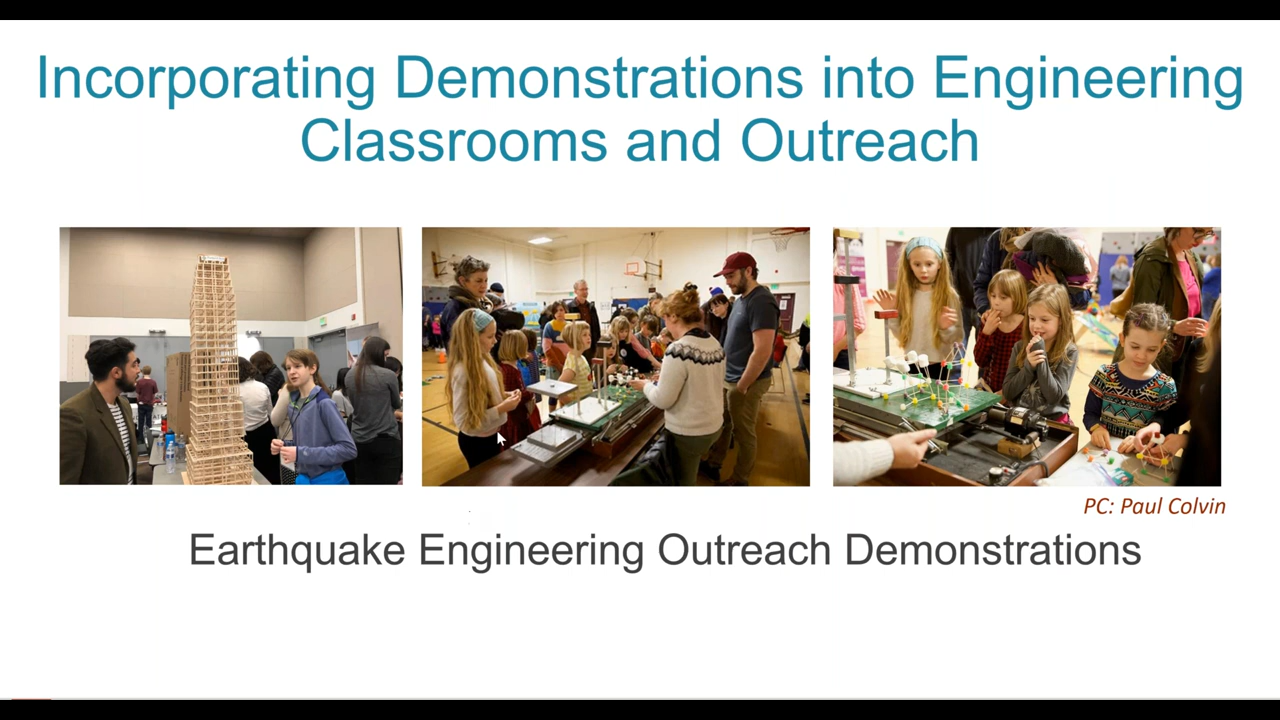 Incorporating Demonstrations into Engineering
Classrooms and Outreach
PC: Paul Colvin
Earthquake Engineering Outreach Demonstrations